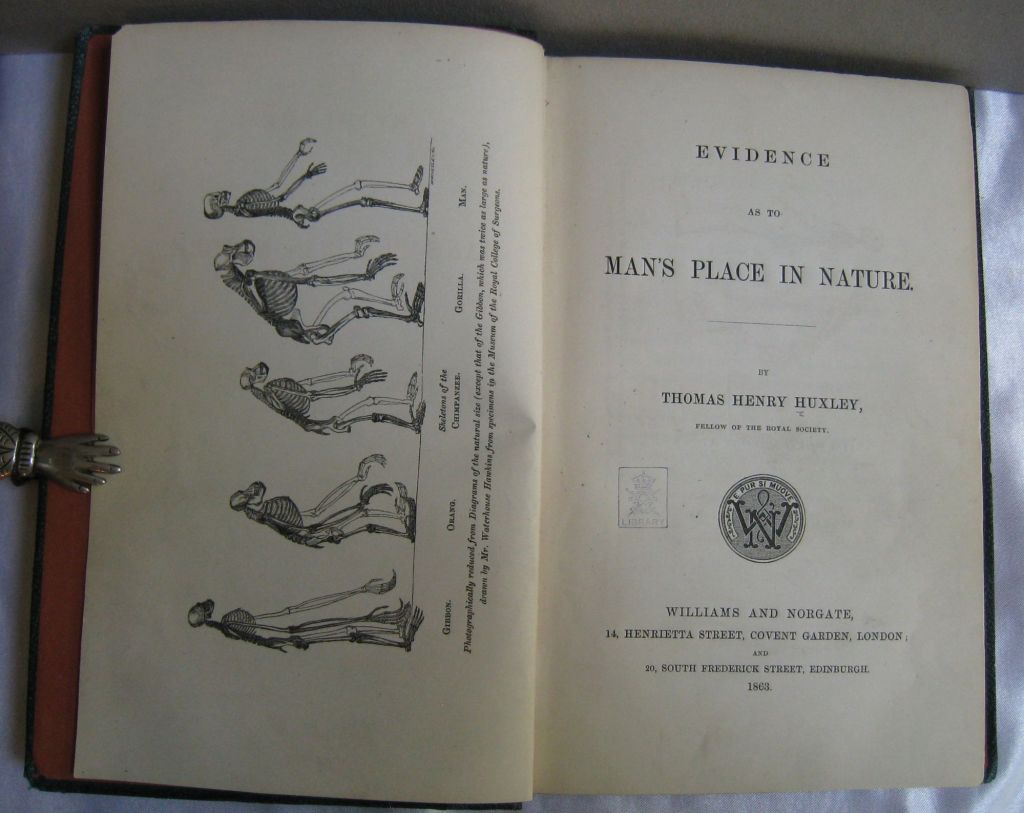 GIBBON.
ORANG.
Skeletons of the
CHIMPANZEE.
GORILLA.
MAN.
Photographically reduced from Diagrams of the natural size (except that of the Gibbon, which was twice as large as nature),
drawn by Mr. Waterhouse Hawkins from specimens in the Museum of the Royal College of Surgeons.
EVIDENCE
AS TO
MAN'S PLACE IN NATURE.
BY
THOMAS HENRY HUXLEY,
FELLOW OF THE ROYAL SOCIETY.
LIBRARY
E PUR SI MUOVE
W & N
WILLIAMS AND NORGATE,
14, HENRIETTA STREET, COVENT GARDEN, LONDON;
AND
20, SOUTH FREDERICK STREET, EDINBURGH.
1863.